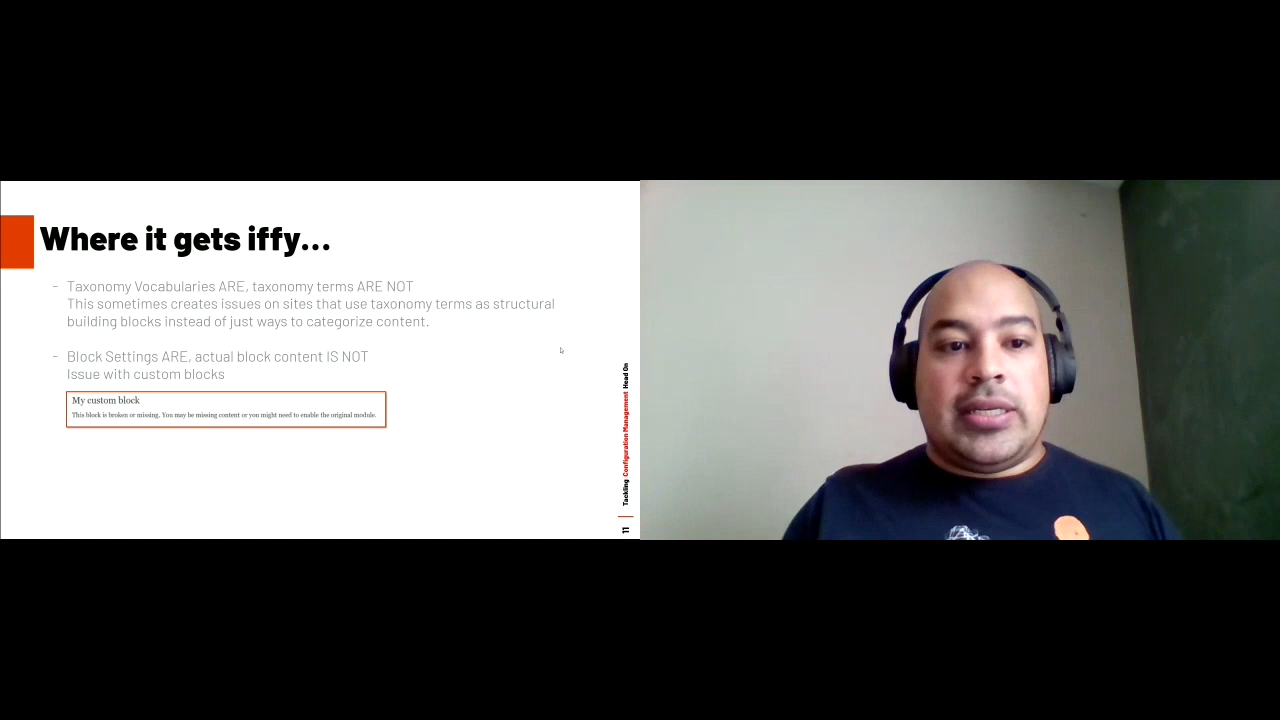 Where it gets iffy...
- Taxonomy Vocabularies ARE, taxonomy terms ARE NOT
This sometimes creates issues on sites that use taxonomy terms as structural
building blocks instead of just ways to categorize content.
- Block Settings ARE, actual block content IS NOT
Issue with custom blocks
My custom block
This block is broken or missing. You may be missing content or you might need to enable the original module.
Tackling Configuration Management Head On
11